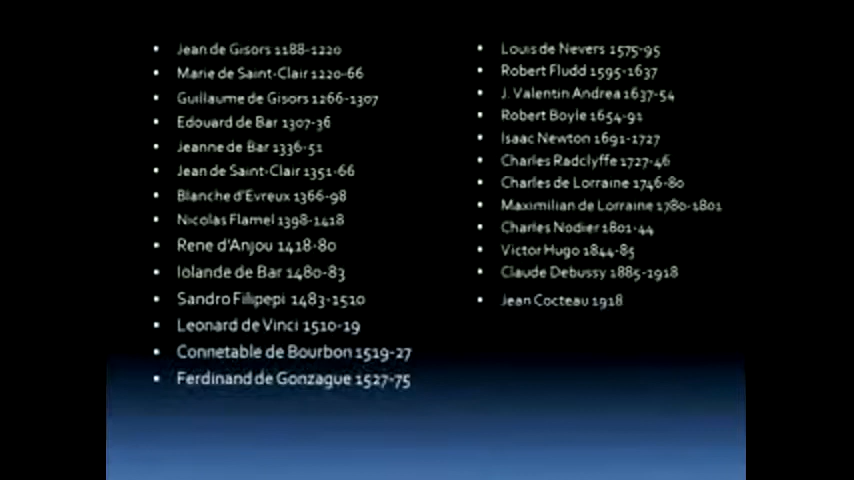 Jean de Gisors 1188-1220
Marie de Saint-Clair 1220-66
Guillaume de Gisors 1266-1307
Edouard de Bar 1307-36
Jeanne de Bar 1336-51
Jean de Saint-Clair 1351-66
Blanche d'Evreux 1366-98
Nicolas Flamel 1398-1418
Rene d'Anjou 1418-80
Iolande de Bar 1480-83
Sandro Filipepi 1483-1510
Leonard de Vinci 1510-19
Connetable de Bourbon 1519-27
Ferdinand de Gonzague 1527-75
Louis de Nevers 1575-95
Robert Fludd 1595-1637
J. Valentin Andrea 1637-54
Robert Boyle 1654-91
Isaac Newton 1691-1727
Charles Radclyffe 1727-46
Charles de Lorraine 1746-80
Maximilian de Lorraine 1780-1801
Charles Nodier 1801-44
Victor Hugo 1844-85
Claude Debussy 1885-1918
Jean Cocteau 1918